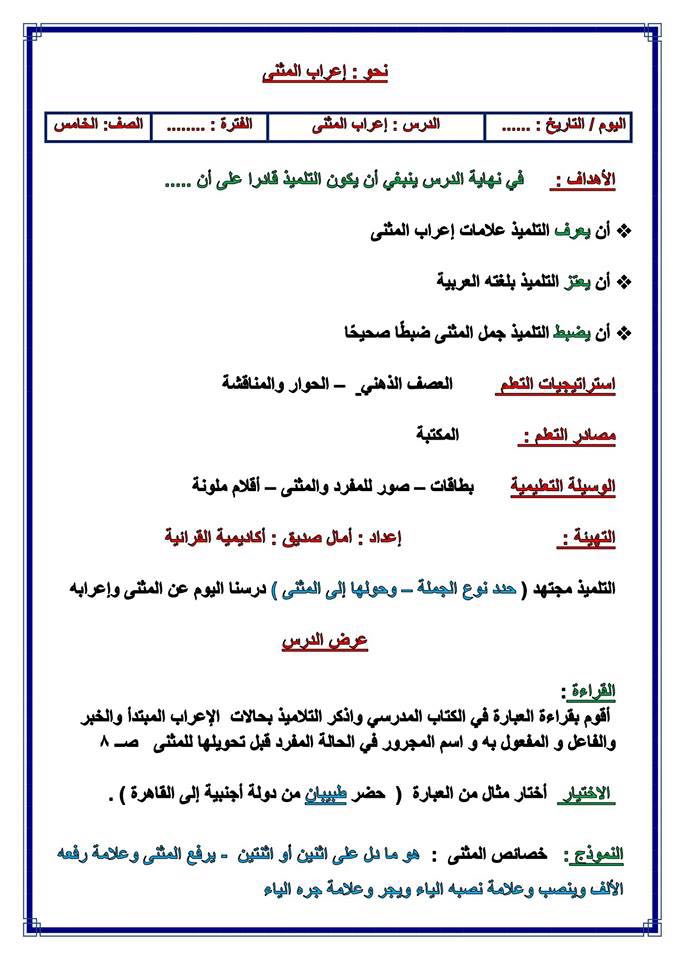 نحو : إعراب المثنى
اليوم / التاريخ : ...... الدرس : إعراب المثنى الفترة : ........ الصف: الخامس
الأهداف : في نهاية الدرس ينبغي أن يكون التلميذ قادرا على أن .....
❖ أن يعرف التلميذ علامات إعراب المثنى
❖ أن يعتز التلميذ بلغته العربية
❖ أن يضبط التلميذ جمل المثنى ضبطًا صحيحًا
استراتيجيات التعلم العصف الذهني – الحوار والمناقشة
مصادر التعلم : المكتبة
الوسيلة التعليمية بطاقات – صور للمفرد والمثنى – أقلام ملونة
التهيئة : إعداد : أمال صديق : أكاديمية القرائية
التلميذ مجتهد ( حدد نوع الجملة – وحولها إلى المثنى ) درسنا اليوم عن المثنى وإعرابه
عرض الدرس
القراءة :
أقوم بقراءة العبارة في الكتاب المدرسي واذكر التلاميذ بحالات الإعراب المبتدأ والخبر
والفاعل و المفعول به و اسم المجرور في الحالة المفرد قبل تحويلها للمثنى صـ ٨
الاختيار أختار مثال من العبارة ( حضر طبيبان من دولة أجنبية إلى القاهرة ) .
النموذج : خصائص المثنى : هو ما دل على اثنين أو اثنتين - يرفع المثنى وعلامة رفعه
الألف وينصب وعلامة نصبه الياء ويجر وعلامة جره الياء